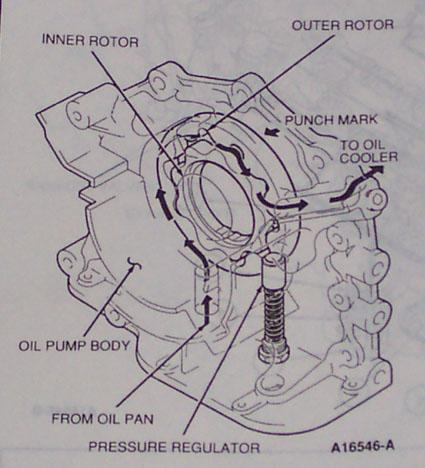 OUTER ROTOR
INNER ROTOR
PUNCH MARK
TO OIL
COOLER
OIL PUMP BODY
FROM OIL PAN
PRESSURE REGULATOR
A16546-A